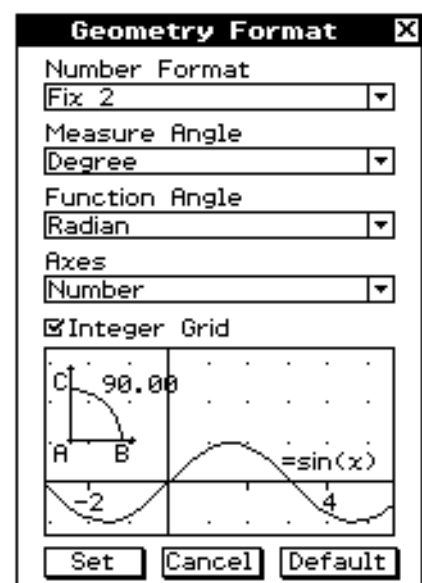 Geometry Format
Number Format
Fix 2
Measure Angle
Degree
Function Angle
Radian
Axes
Number
Integer Grid
C 90.00
A B =sin(x)
-2 4
Set Cancel Default